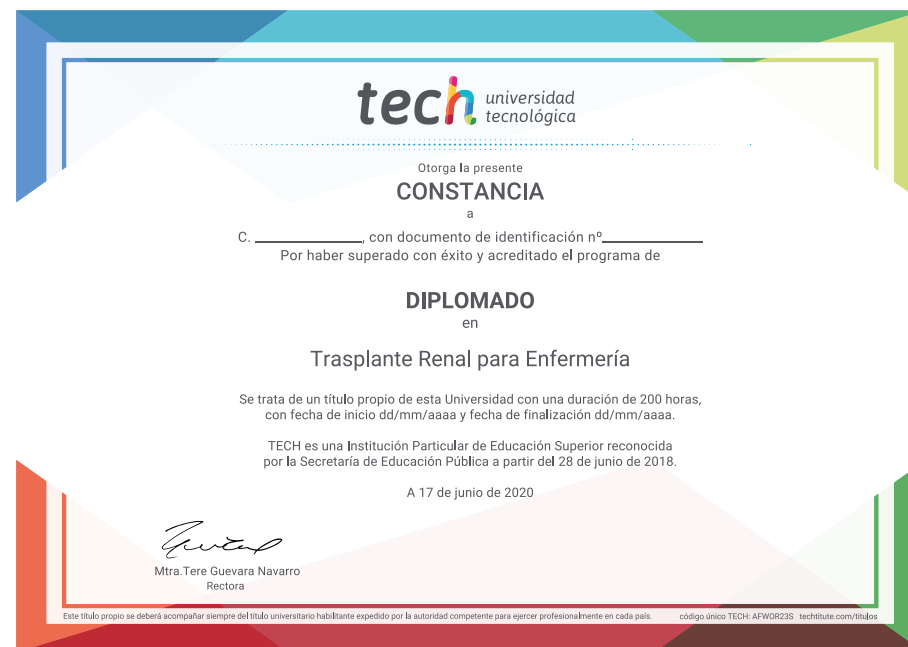 tech universidad
tecnológica
Otorga la presente
CONSTANCIA
a
C. ______________, con documento de identificación nº_____________
Por haber superado con éxito y acreditado el programa de
DIPLOMADO
en
Trasplante Renal para Enfermería
Se trata de un título propio de esta Universidad con una duración de 200 horas,
con fecha de inicio dd/mm/aaaa y fecha de finalización dd/mm/aaaa.
TECH es una Institución Particular de Educación Superior reconocida
por la Secretaría de Educación Pública a partir del 28 de junio de 2018.
A 17 de junio de 2020
Mtra.Tere Guevara Navarro
Rectora
Este título propio se deberá acompañar siempre del título universitario habilitante expedido por la autoridad competente para ejercer profesionalmente en cada país. código único TECH: AFWOR23S techtitute.com/titulos